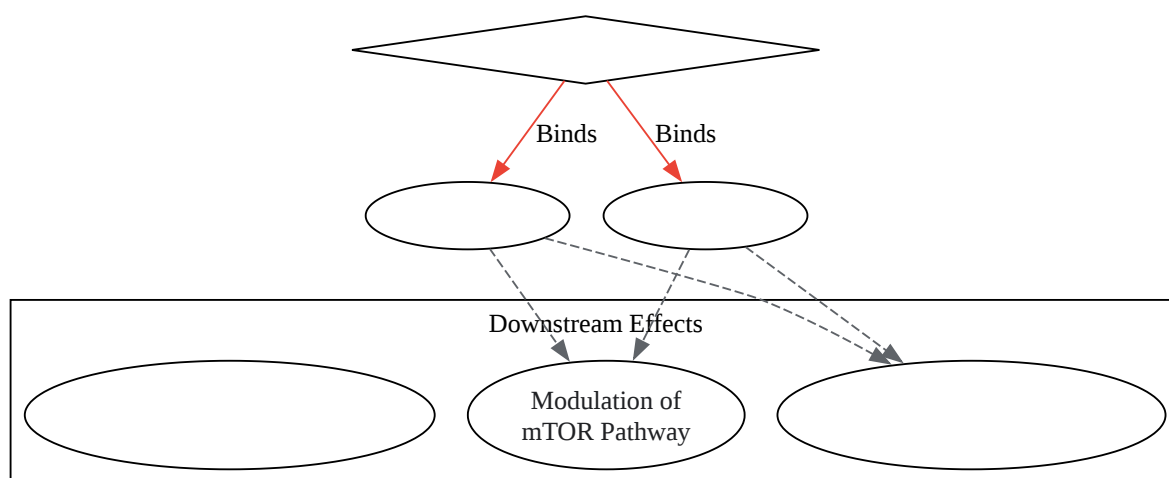 Binds
Binds
Downstream Effects
Modulation of
mTOR Pathway